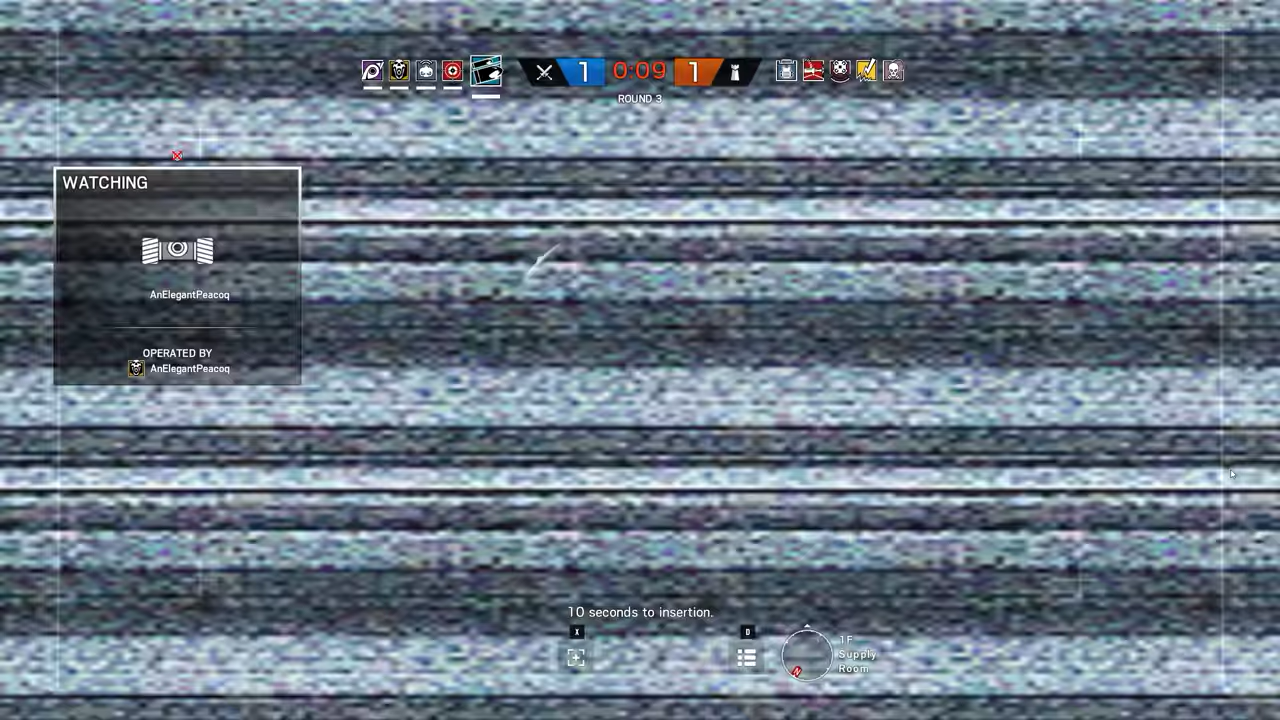 1 0:09 1
ROUND 3
WATCHING
AnElegantPeacoq
OPERATED BY
AnElegantPeacoq
10 seconds to insertion.
X
D
N
1F
Supply
Room